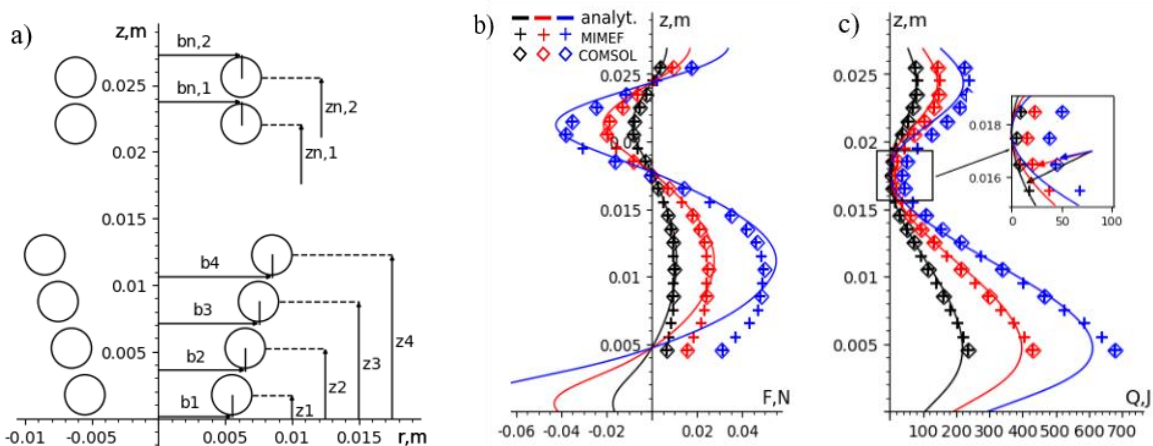 a)
z,m
bn,2
0.025
bn,1
zn,2
0.02
zn,1
0.015
b4
0.01
b3
z4
0.005
b2
z3
z2
b1
z1
-0.01
-0.005
0.005
0.01
0.015
r,m
b)
z,m
analyt.
MIMEF
COMSOL
0.025
0.015
0.01
0.005
F,N
-0.06
-0.02
0.02
0.04
c)
z,m
0.025
0.02
0.018
0.016
0
50
100
0.015
0.01
0.005
Q,J
100
200
300
400
500
600
700